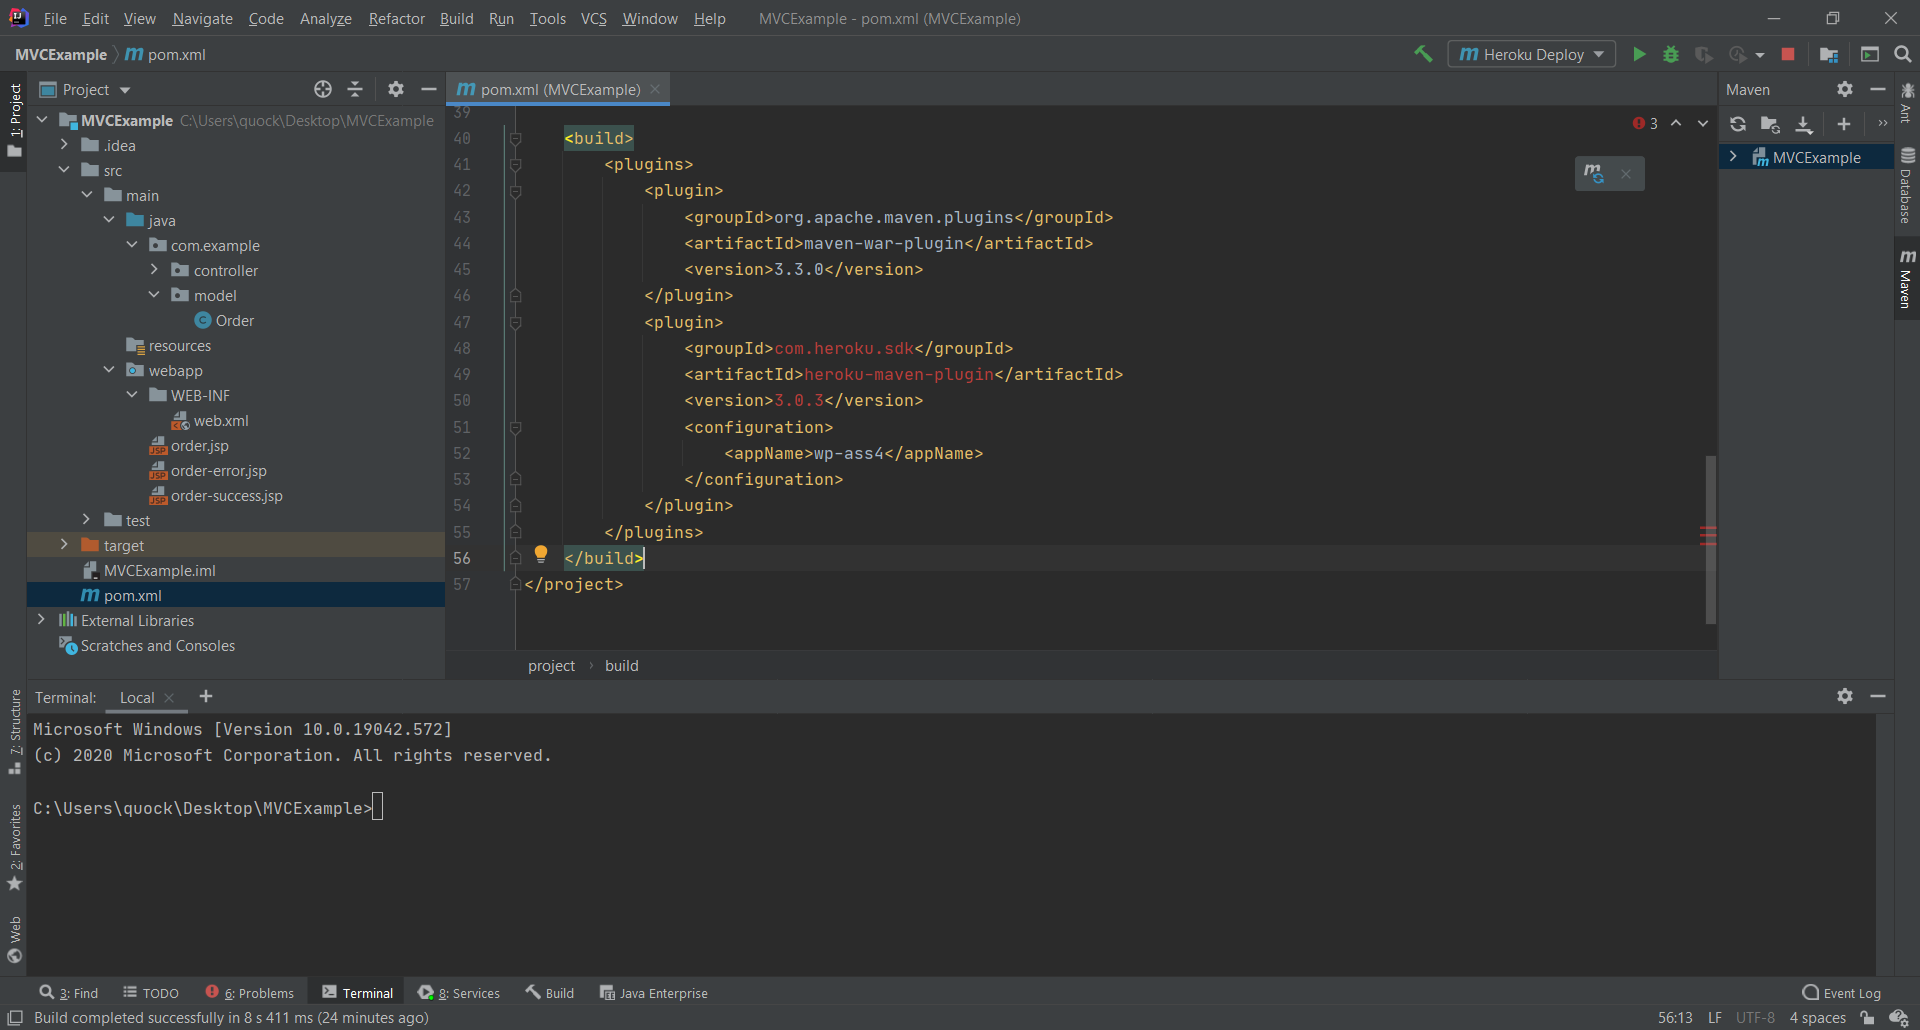 File Edit View Navigate Code Analyze Refactor Build Run Tools VCS Window Help MVCExample - pom.xml (MVCExample)
MVCExample pom.xml
Heroku Deploy
1: Project
7: Structure
2: Favorites
Web
Project
MVCExample C:\Users\quock\Desktop\MVCExample
.idea
src
main
java
com.example
controller
model
Order
resources
webapp
WEB-INF
web.xml
order.jsp
order-error.jsp
order-success.jsp
test
target
MVCExample.iml
pom.xml
External Libraries
Scratches and Consoles
pom.xml (MVCExample)
3
39
40 <build>
41 <plugins>
42 <plugin>
43 <groupId>org.apache.maven.plugins</groupId>
44 <artifactId>maven-war-plugin</artifactId>
45 <version>3.3.0</version>
46 </plugin>
47 <plugin>
48 <groupId>com.heroku.sdk</groupId>
49 <artifactId>heroku-maven-plugin</artifactId>
50 <version>3.0.3</version>
51 <configuration>
52 <appName>wp-ass4</appName>
53 </configuration>
54 </plugin>
55 </plugins>
56 </build>
57 </project>
project › build
Maven
MVCExample
Ant
Database
Maven
Terminal: Local
Microsoft Windows [Version 10.0.19042.572]
(c) 2020 Microsoft Corporation. All rights reserved.
C:\Users\quock\Desktop\MVCExample>
3: Find TODO 6: Problems Terminal 8: Services Build Java Enterprise Event Log
Build completed successfully in 8 s 411 ms (24 minutes ago) 56:13 LF UTF-8 4 spaces